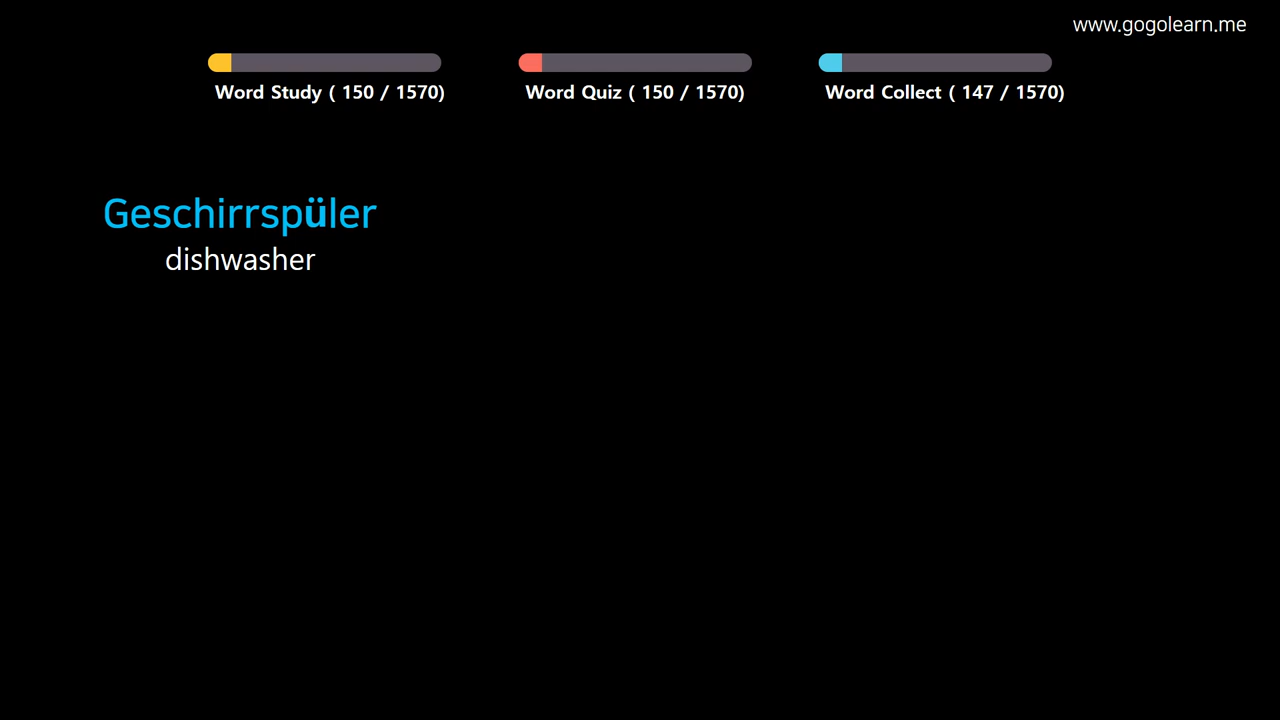 www.gogolearn.me
Word Study ( 150 / 1570)
Word Quiz ( 150 / 1570)
Word Collect ( 147 / 1570)
Geschirrspüler
dishwasher